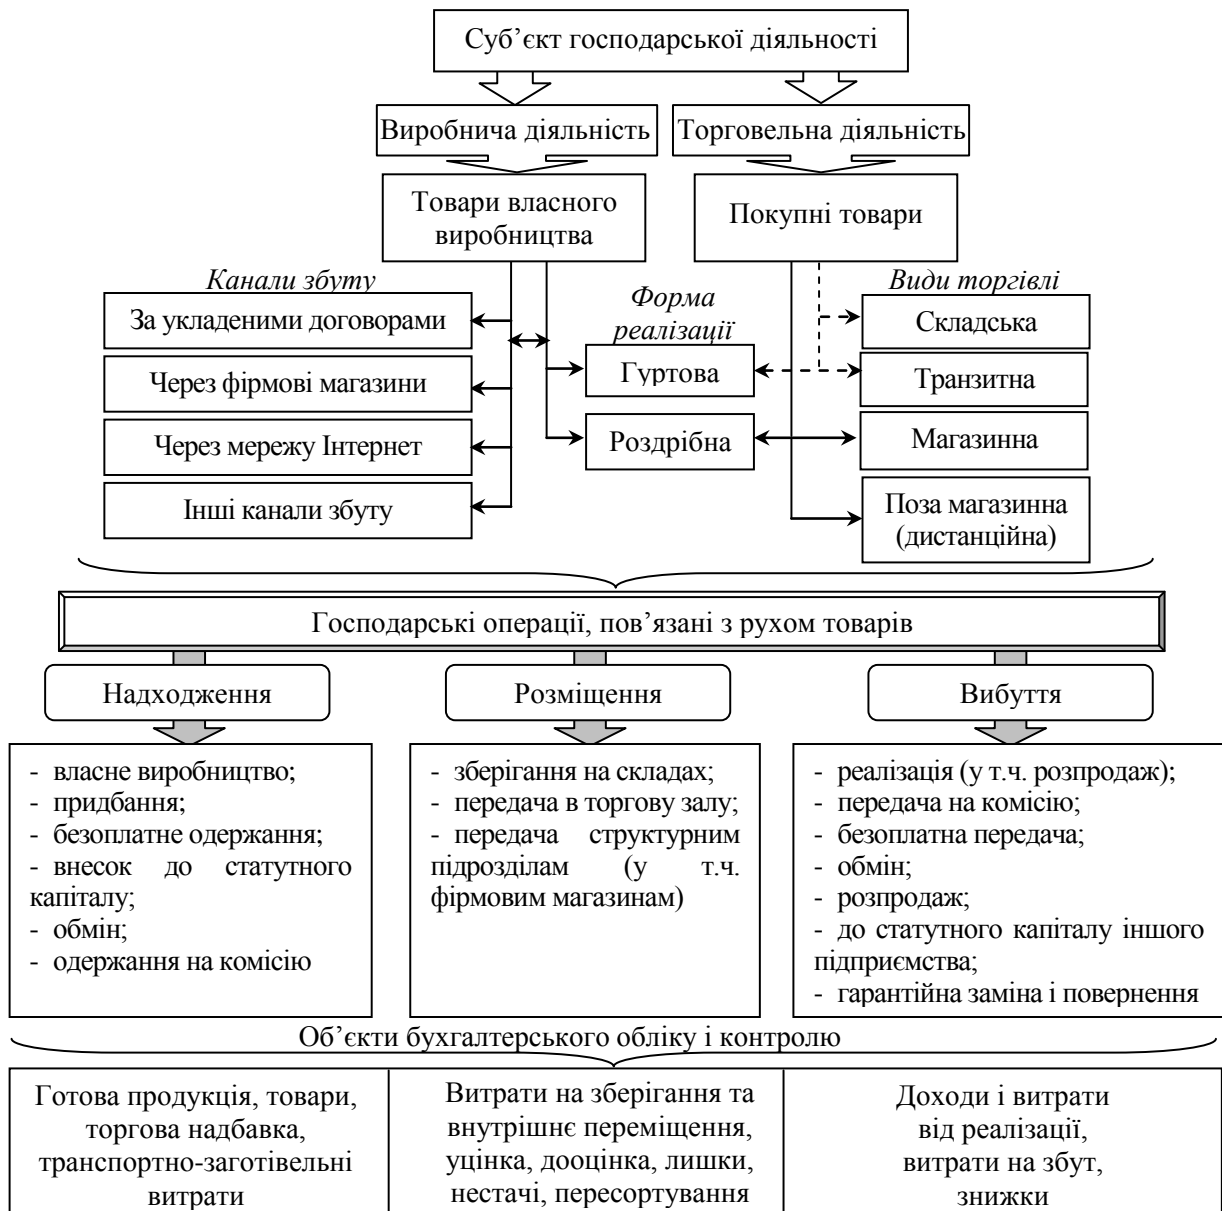 Суб’єкт господарської діяльності
Виробнича діяльність
Торговельна діяльність
Товари власного
виробництва
Покупні товари
Канали збуту
Форма
реалізації
Види торгівлі
За укладеними договорами
Через фірмові магазини
Через мережу Інтернет
Інші канали збуту
Гуртова
Роздрібна
Складська
Транзитна
Магазинна
Поза магазинна
(дистанційна)
Господарські операції, пов’язані з рухом товарів
Надходження
Розміщення
Вибуття
- власне виробництво;
- придбання;
- безоплатне одержання;
- внесок до статутного
капіталу;
- обмін;
- одержання на комісію
- зберігання на складах;
- передача в торгову залу;
- передача структурним
підрозділам (у т.ч.
фірмовим магазинам)
- реалізація (у т.ч. розпродаж);
- передача на комісію;
- безоплатна передача;
- обмін;
- розпродаж;
- до статутного капіталу іншого
підприємства;
- гарантійна заміна і повернення
Об’єкти бухгалтерського обліку і контролю
Готова продукція, товари,
торгова надбавка,
транспортно-заготівельні
витрати
Витрати на зберігання та
внутрішнє переміщення,
уцінка, дооцінка, лишки,
нестачі, пересортування
Доходи і витрати
від реалізації,
витрати на збут,
знижки